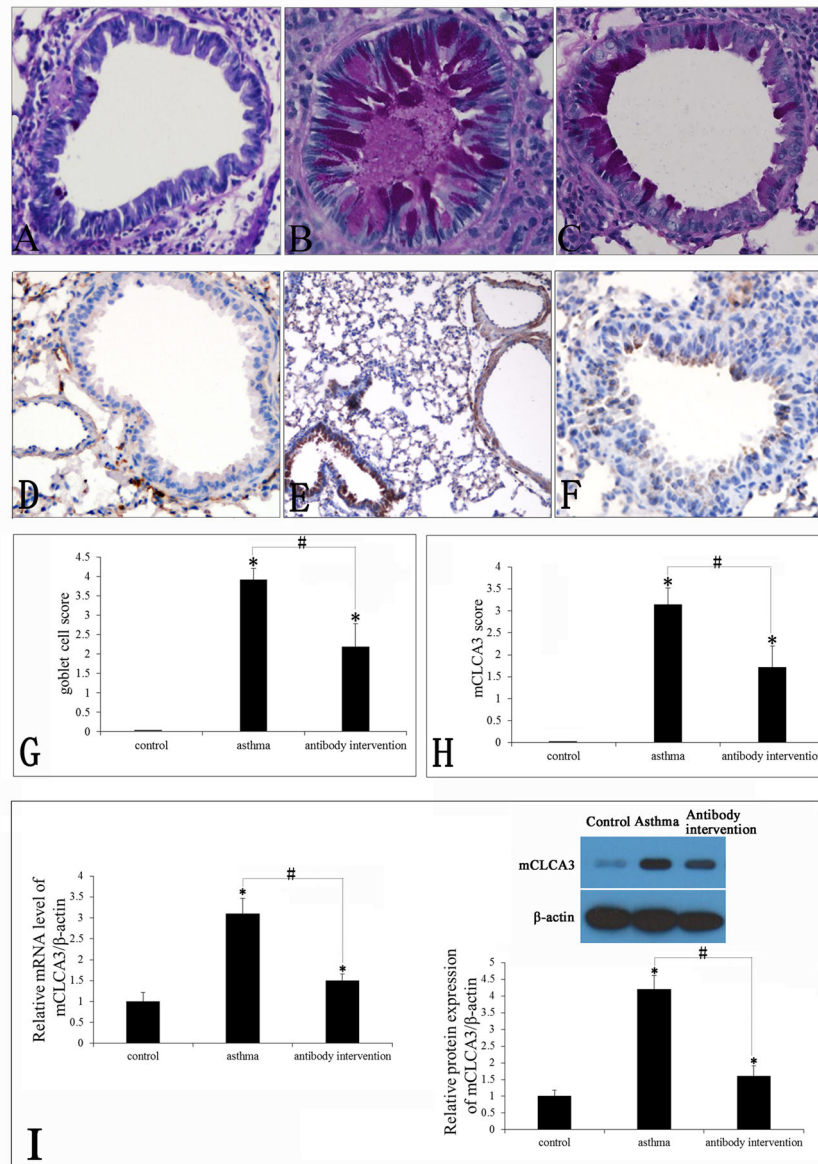 A
B
C
D
E
F
4.5
4
3.5
3
2.5
2
1.5
1
0.5
0
goblet cell score
*
*
#
control
asthma
antibody intervention
G
4
3.5
3
2.5
2
1.5
1
0.5
0
mCLCA3 score
*
*
#
control
asthma
antibody intervention
H
4
3.5
3
2.5
2
1.5
1
0.5
0
Relative mRNA level of
mCLCA3/β-actin
*
*
#
control
asthma
antibody intervention
Control Asthma Antibody
intervention
mCLCA3
β-actin
5
4.5
4
3.5
3
2.5
2
1.5
1
0.5
0
Relative protein expression
of mCLCA3/β-actin
*
*
#
control
asthma
antibody intervention
I